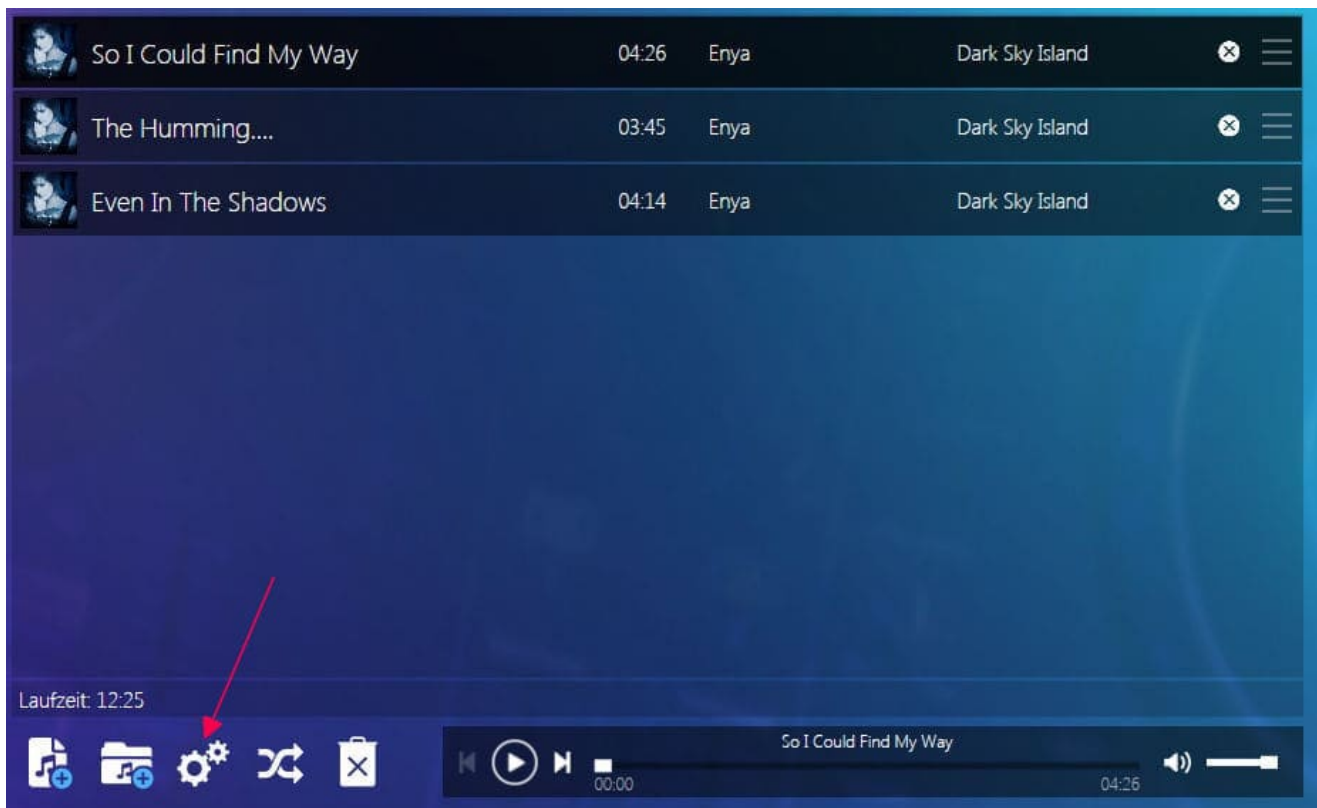 So I Could Find My Way 04:26 Enya Dark Sky Island
The Humming.... 03:45 Enya Dark Sky Island
Even In The Shadows 04:14 Enya Dark Sky Island
Laufzeit: 12:25
So I Could Find My Way
00:00 04:26